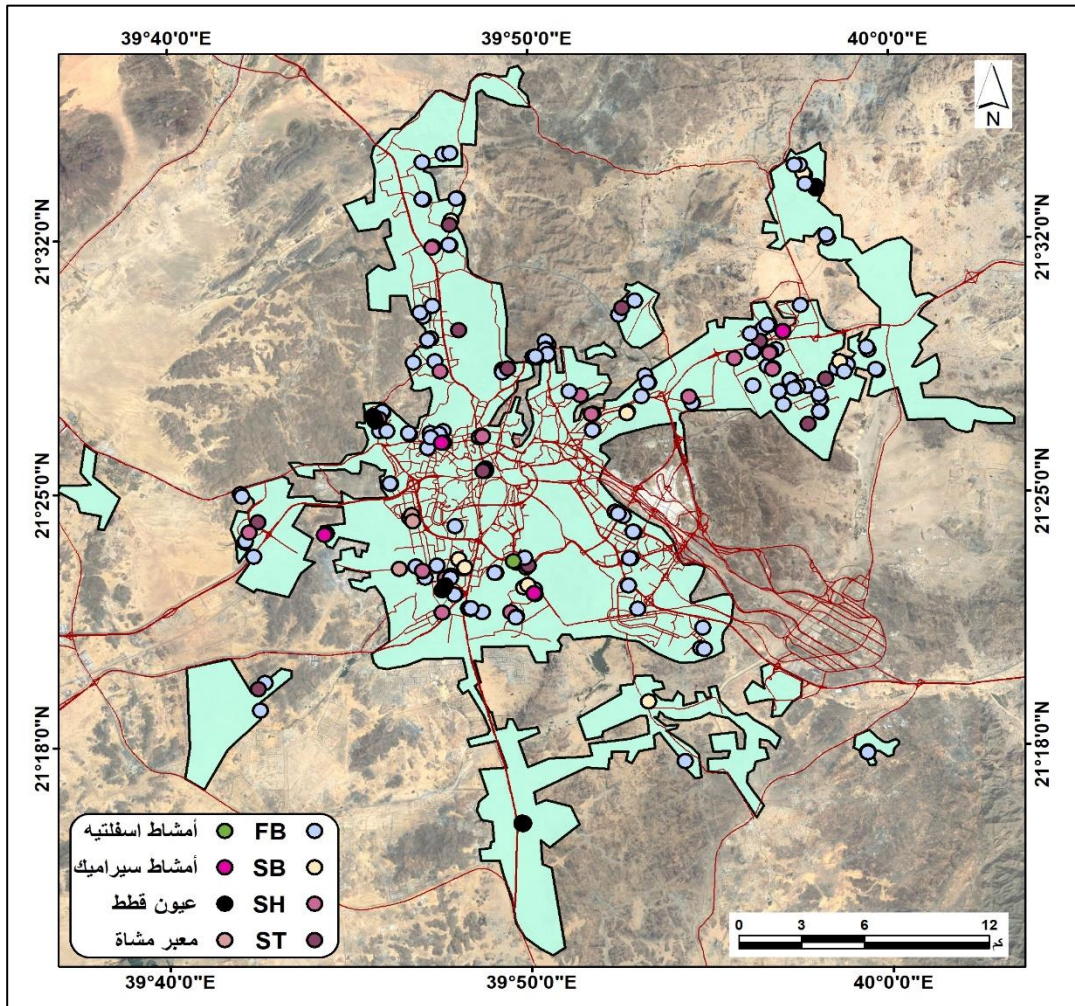 39°40'0"E 39°50'0"E 40°0'0"E
N
21°32'0"N 21°32'0"N
21°25'0"N 21°25'0"N
21°18'0"N 21°18'0"N
أمشاط اسفلتيه FB
أمشاط سيراميك SB
عيون قطط SH
معبر مشاة ST
0 3 6 12
كم
39°40'0"E 39°50'0"E 40°0'0"E